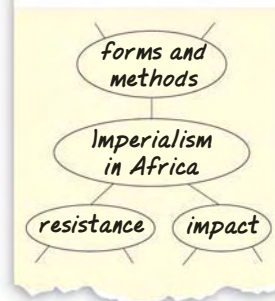 forms and
methods
Imperialism
in Africa
resistance
impact